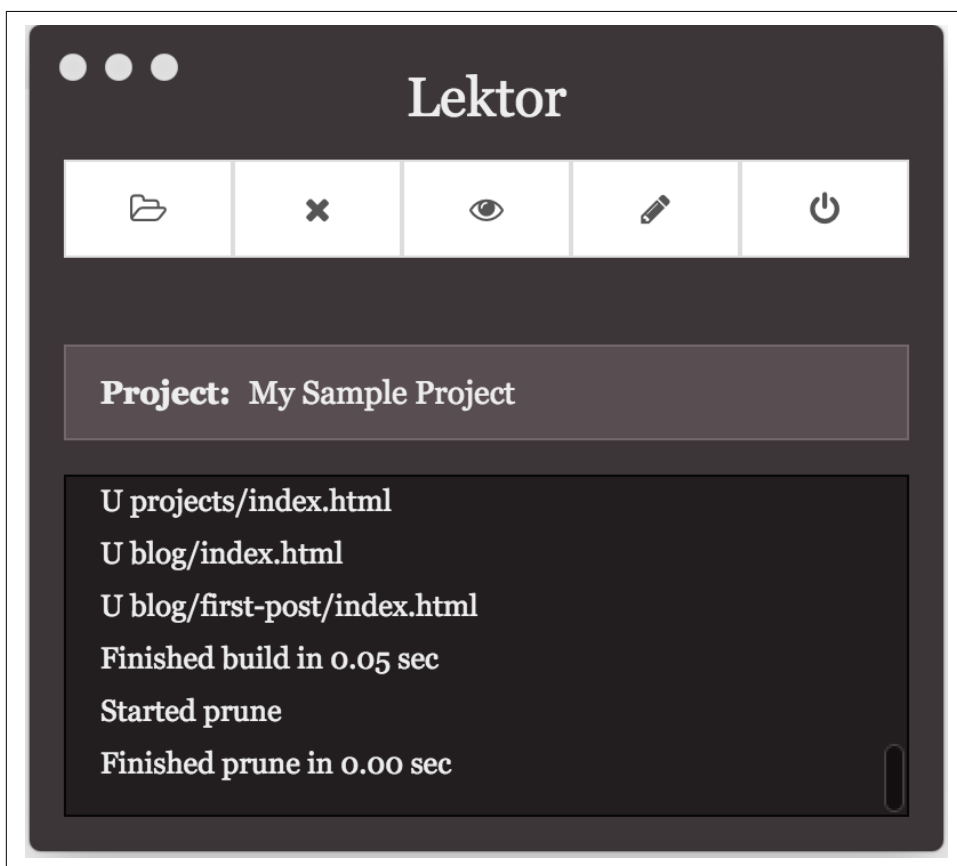 Lektor
Project: My Sample Project
U projects/index.html
U blog/index.html
U blog/first-post/index.html
Finished build in 0.05 sec
Started prune
Finished prune in 0.00 sec